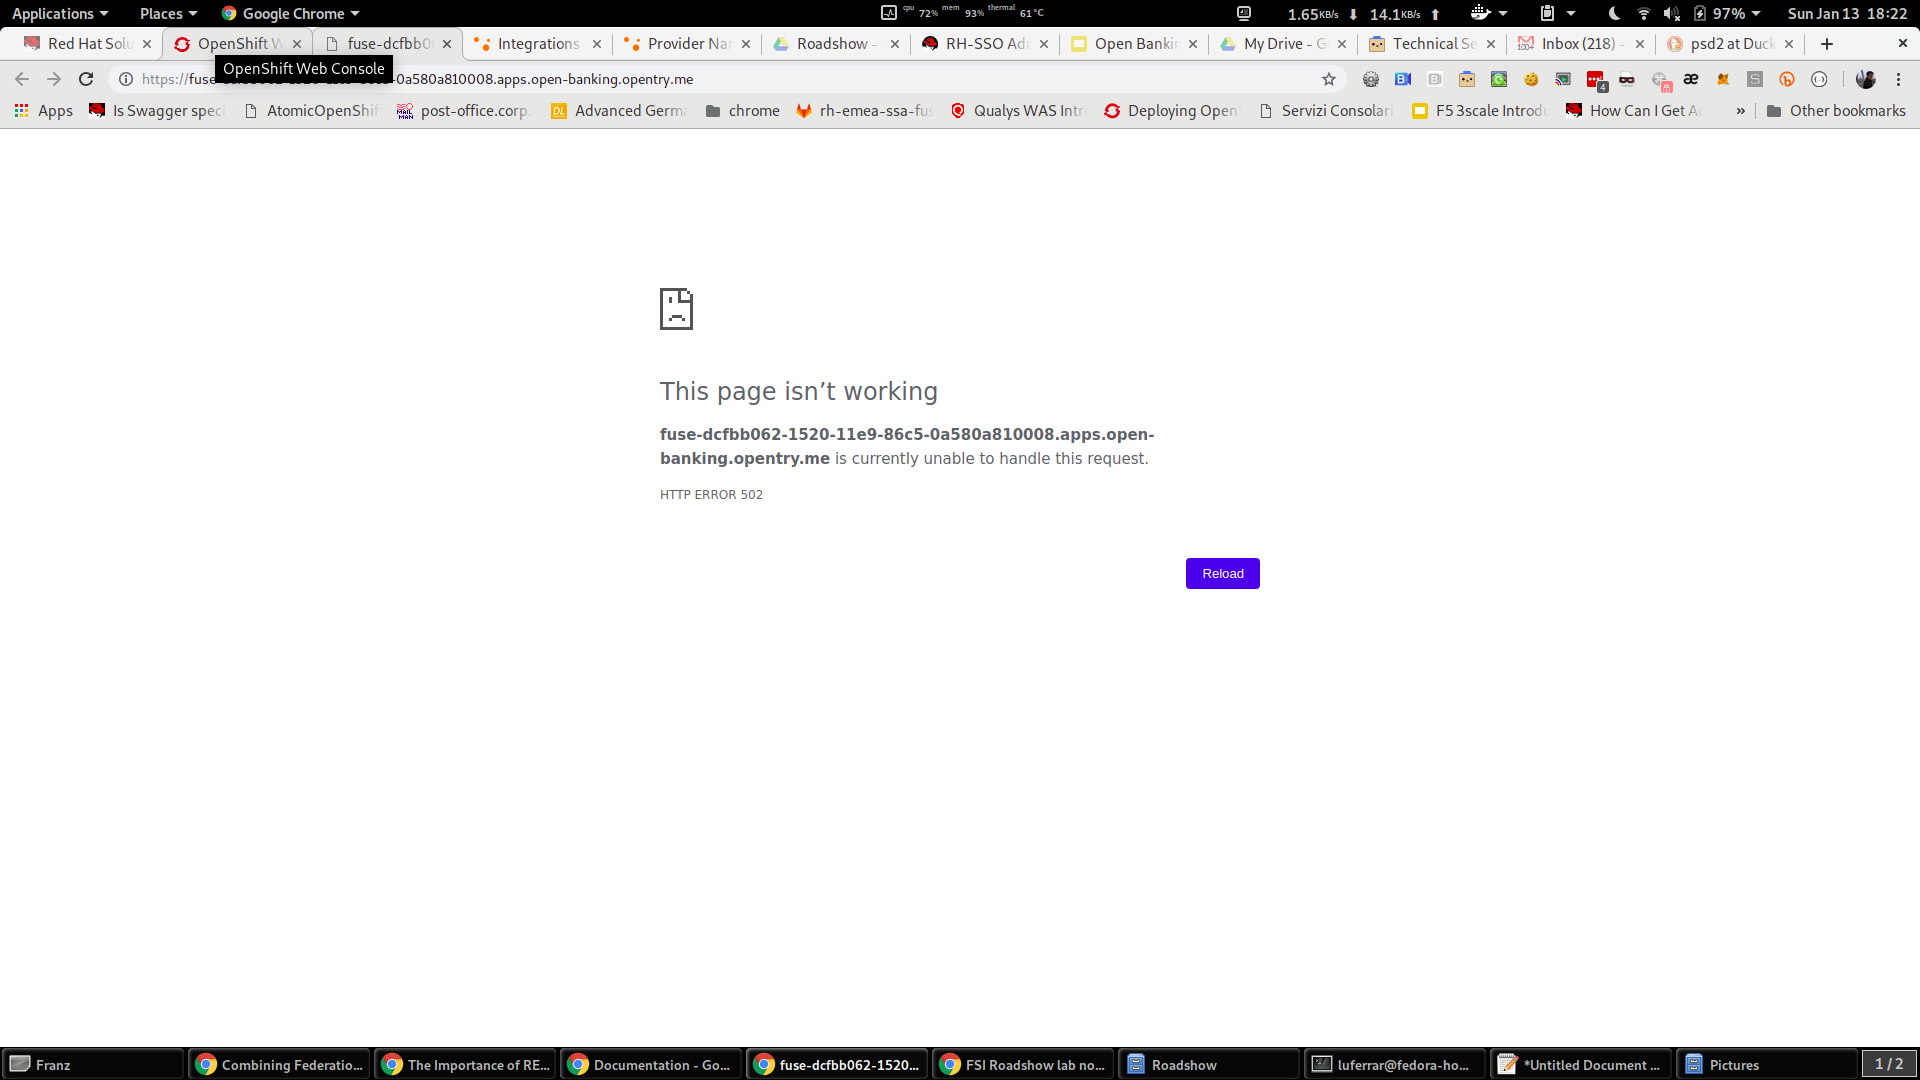 Applications Places Google Chrome cpu 72% mem 93% thermal 61 °C 1.65 KB/s 14.1 KB/s 97% Sun Jan 13 18:22
Red Hat Solu OpenShift W fuse-dcfbb0 Integrations Provider Nar Roadshow - RH-SSO Adr Open Bankin My Drive - G Technical Se Inbox (218) - psd2 at Duck
OpenShift Web Console
https://fuse- -0a580a810008.apps.open-banking.opentry.me 4
Apps Is Swagger speci AtomicOpenShif post-office.corp. Advanced Germa chrome rh-emea-ssa-fus Qualys WAS Intr Deploying Open Servizi Consolari F5 3scale Introdu How Can I Get Ac » Other bookmarks
This page isn’t working
fuse-dcfbb062-1520-11e9-86c5-0a580a810008.apps.open-
banking.opentry.me is currently unable to handle this request.
HTTP ERROR 502
Reload
Franz Combining Federatio... The Importance of RE... Documentation - Go... fuse-dcfbb062-1520... FSI Roadshow lab no... Roadshow luferrar@fedora-ho... *Untitled Document ... Pictures 1 / 2